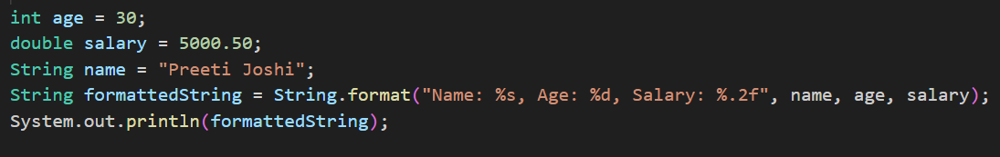 int age = 30;
double salary = 5000.50;
String name = "Preeti Joshi";
String formattedString = String.format("Name: %s, Age: %d, Salary: %.2f", name, age, salary);
System.out.println(formattedString);